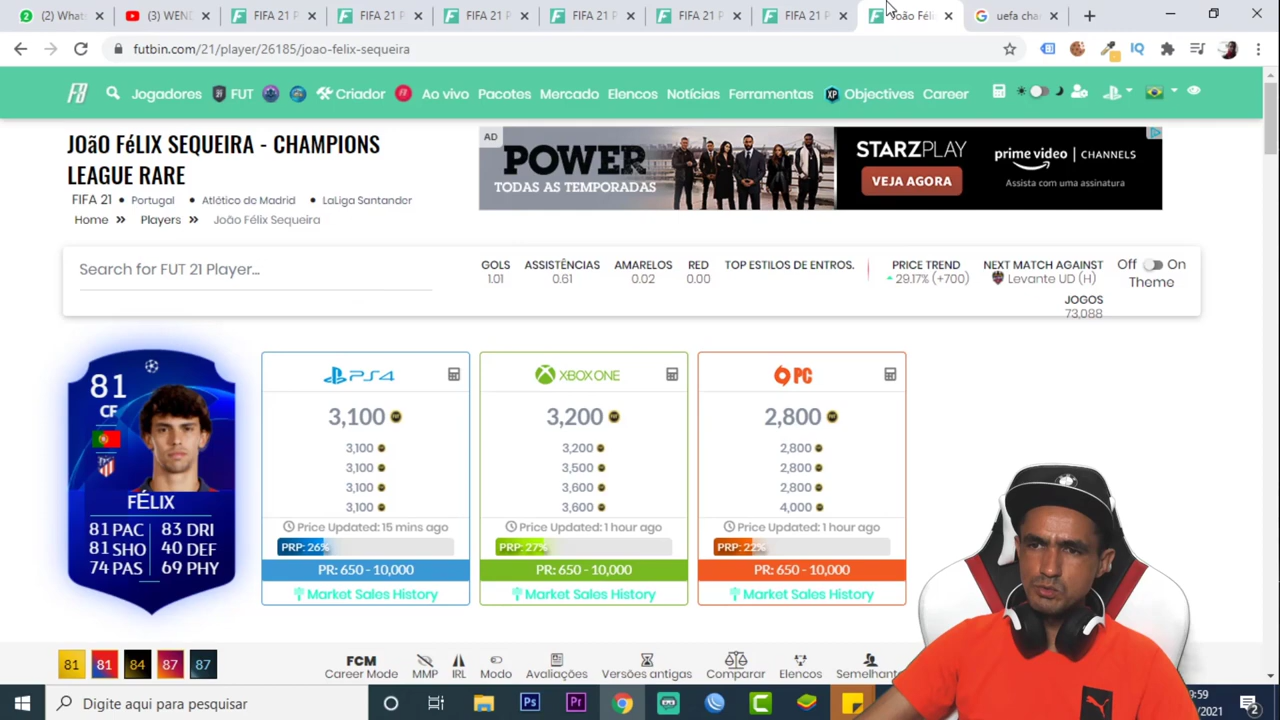 (2) What
(3) WEND
FIFA 21 P
FIFA 21 P
FIFA 21 P
FIFA 21 P
FIFA 21 P
FIFA 21 P
João Féli
uefa cha
futbin.com/21/player/26185/joao-felix-sequeira
IQ
Jogadores FUT Criador Ao vivo Pacotes Mercado Elencos Notícias Ferramentas XP Objectives Career
JOãO FéLIX SEQUEIRA - CHAMPIONS
LEAGUE RARE
FIFA 21 • Portugal • Atlético de Madrid • LaLiga Santander
Home » Players » João Félix Sequeira
AD
POWER
TODAS AS TEMPORADAS
STARZPLAY
VEJA AGORA
prime video | CHANNELS
Assista com uma assinatura
Search for FUT 21 Player...
GOLS
1.01
ASSISTÊNCIAS
0.61
AMARELOS
0.02
RED
0.00
TOP ESTILOS DE ENTROS.
PRICE TREND
29.17% (+700)
NEXT MATCH AGAINST
Levante UD (H)
JOGOS
73,088
Off On
Theme
81
CF
FÉLIX
81 PAC 83 DRI
81 SHO 40 DEF
74 PAS 69 PHY
PS4
3,100
3,100
3,100
3,100
3,100
Price Updated: 15 mins ago
PRP: 26%
PR: 650 - 10,000
Market Sales History
XBOX ONE
3,200
3,200
3,500
3,600
3,600
Price Updated: 1 hour ago
PRP: 27%
PR: 650 - 10,000
Market Sales History
PC
2,800
2,800
2,800
2,800
4,000
Price Updated: 1 hour ago
PRP: 22%
PR: 650 - 10,000
Market Sales History
81 81 84 87 87
FCM
Career Mode
MMP
IRL
Modo
Avaliações
Versões antigas
Comparar
Elencos
Semelhant
Digite aqui para pesquisar
Ps
Pr
:59
/2021
2